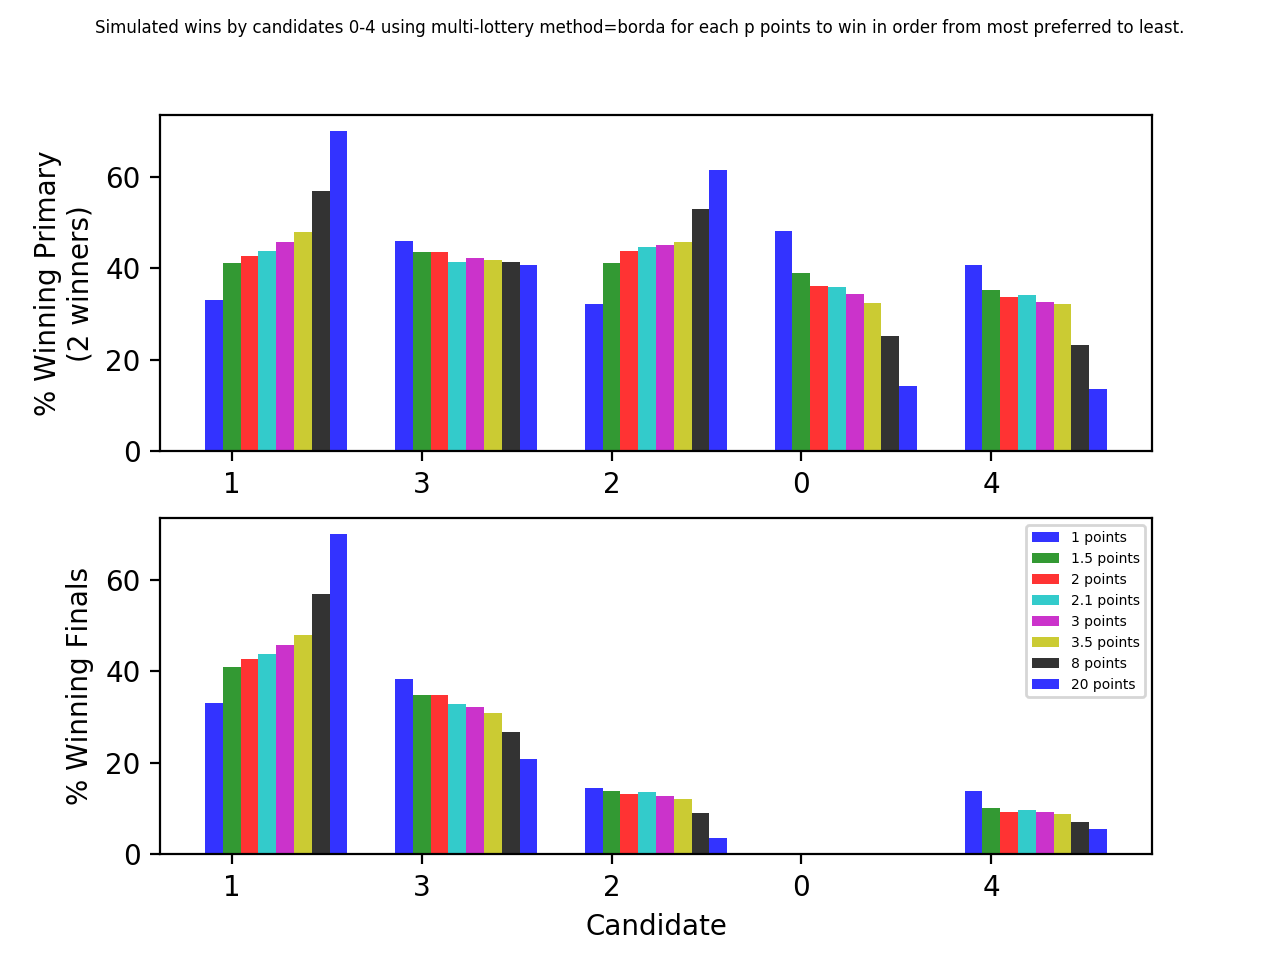 Simulated wins by candidates 0-4 using multi-lottery method=borda for each p points to win in order from most preferred to least.
% Winning Primary
(2 winners)
60
40
20
0
1 3 2 0 4
% Winning Finals
60
40
20
0
1 points
1.5 points
2 points
2.1 points
3 points
3.5 points
8 points
20 points
1 3 2 0 4
Candidate